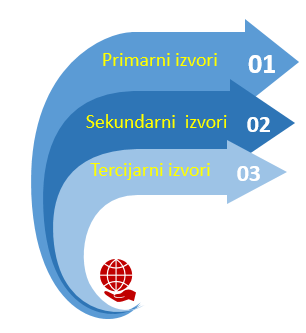 Primarni izvori 01
Sekundarni izvori 02
Tercijarni izvori 03